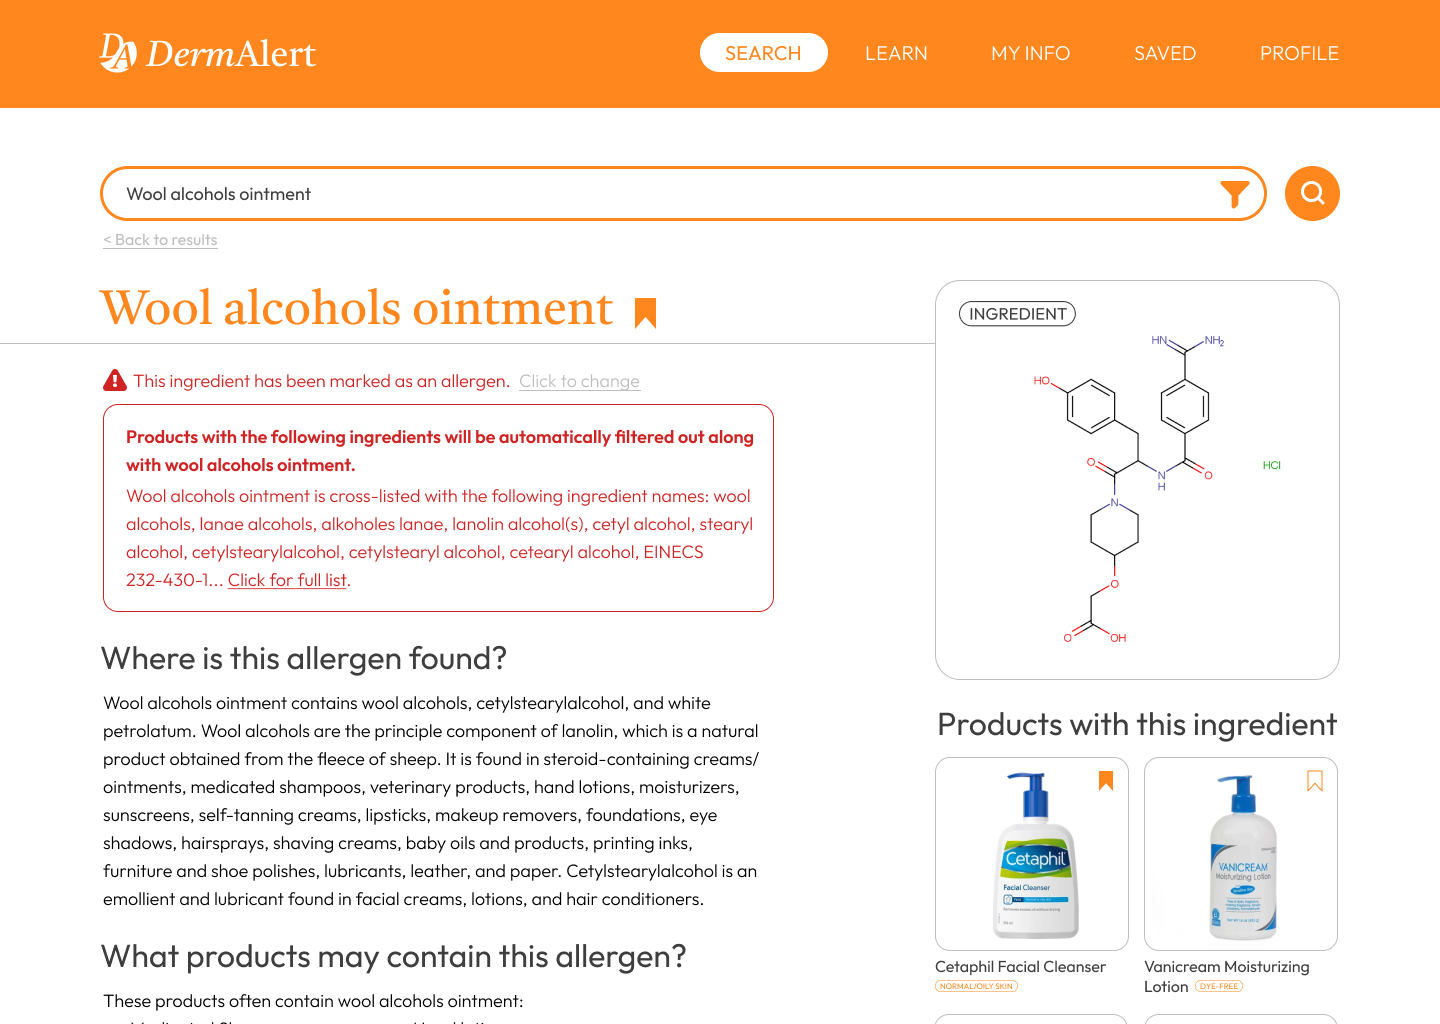 DA DermAlert
SEARCH
LEARN
MY INFO
SAVED
PROFILE
Wool alcohols ointment
< Back to results
Wool alcohols ointment
This ingredient has been marked as an allergen. Click to change
Products with the following ingredients will be automatically filtered out along
with wool alcohols ointment.
Wool alcohols ointment is cross-listed with the following ingredient names: wool
alcohols, lanae alcohols, alkoholes lanae, lanolin alcohol(s), cetyl alcohol, stearyl
alcohol, cetylstearylalcohol, cetylstearyl alcohol, cetearyl alcohol, EINECS
232-430-1... Click for full list.
Where is this allergen found?
Wool alcohols ointment contains wool alcohols, cetylstearylalcohol, and white
petrolatum. Wool alcohols are the principle component of lanolin, which is a natural
product obtained from the fleece of sheep. It is found in steroid-containing creams/
ointments, medicated shampoos, veterinary products, hand lotions, moisturizers,
sunscreens, self-tanning creams, lipsticks, makeup removers, foundations, eye
shadows, hairsprays, shaving creams, baby oils and products, printing inks,
furniture and shoe polishes, lubricants, leather, and paper. Cetylstearylalcohol is an
emollient and lubricant found in facial creams, lotions, and hair conditioners.
What products may contain this allergen?
These products often contain wool alcohols ointment:
INGREDIENT
HN
NH2
HO
O
N
H
O
HCl
N
O
O
OH
Products with this ingredient
Cetaphil
Facial Cleanser
VANICREAM
Moisturizing Lotion
Cetaphil Facial Cleanser
NORMAL/OILY SKIN
Vanicream Moisturizing
Lotion DYE-FREE